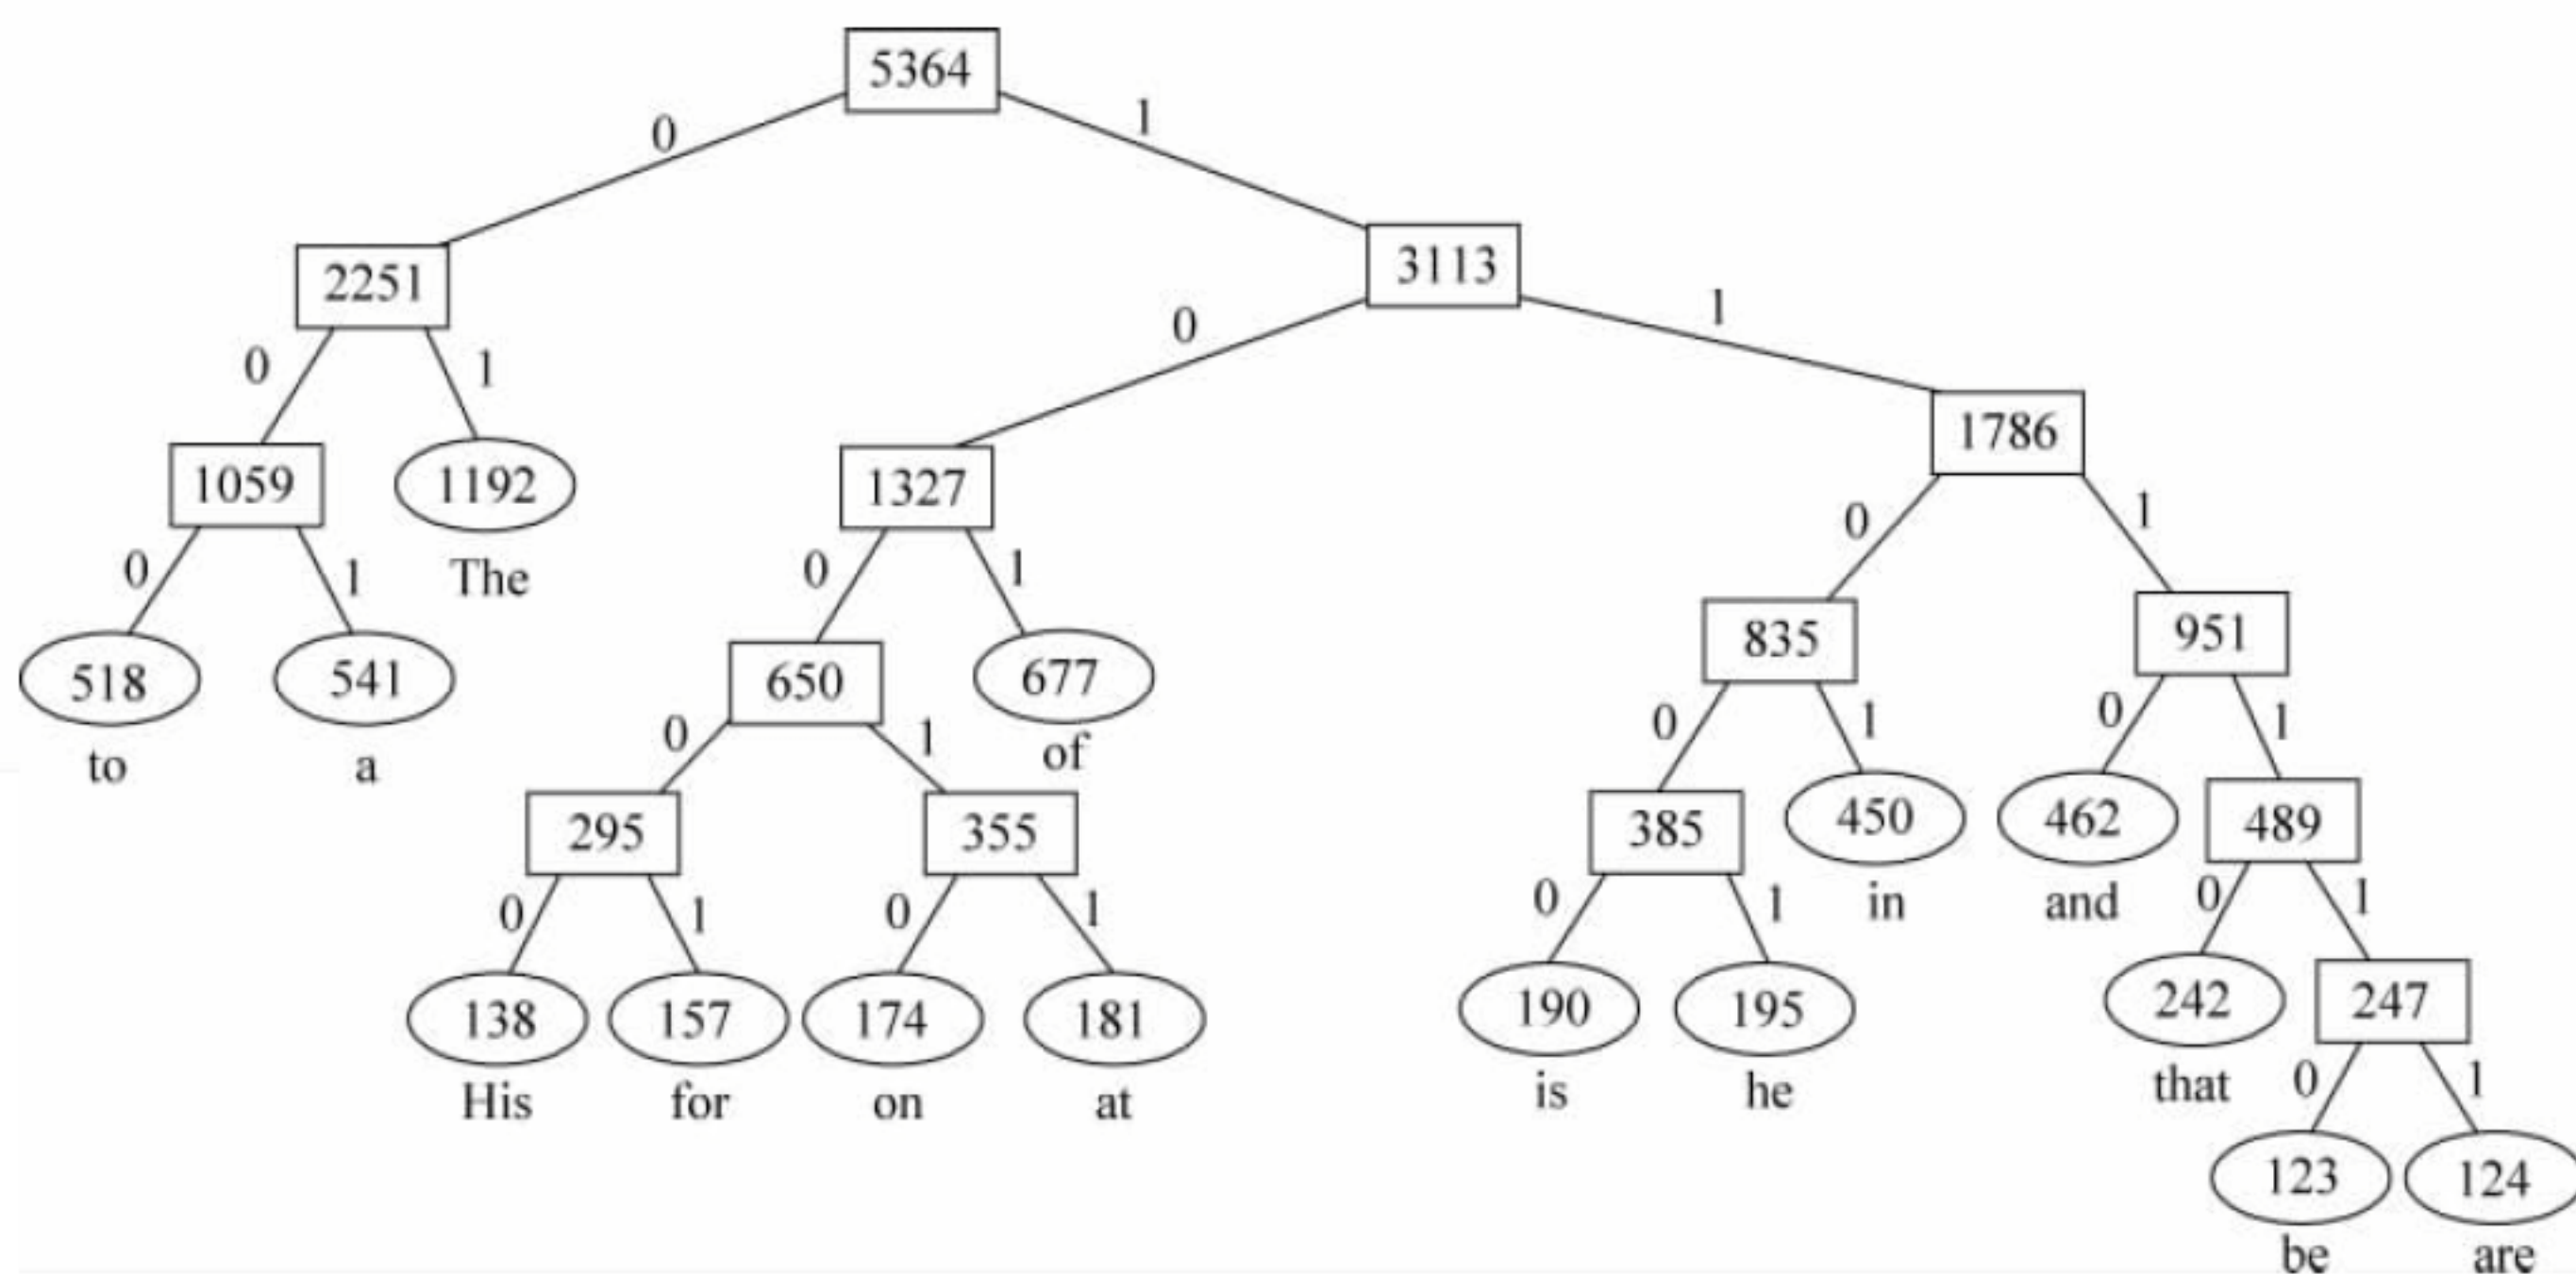 5364
0 1
2251 3113
0 1 0 1
1059 1192 1327 1786
The
0 1 0 1 0 1
518 541 650 677 835 951
to a of
0 1 0 1 0 1
295 355 385 450 462 489
in and
0 1 0 1 0 1 0 1
138 157 174 181 190 195 242 247
His for on at is he that
0 1
123 124
be are